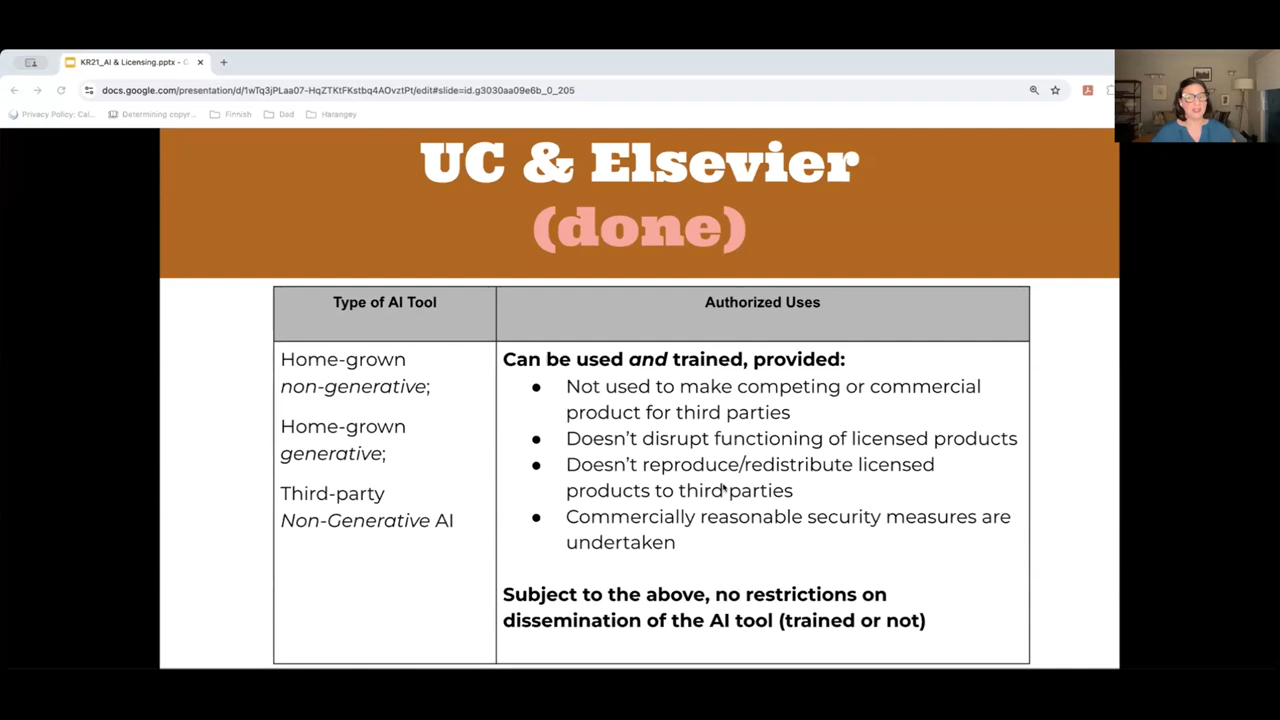 KR21_AI & Licensing.pptx - G
docs.google.com/presentation/d/1wTq3jPLaa07-HqZTKtFKstbq4AOvztPt/edit#slide=id.g3030aa09e6b_0_205
Privacy Policy: Cal...
Determining copyr...
Finnish
Dad
Harangey
UC & Elsevier
(done)
Type of AI Tool
Authorized Uses
Home-grown
non-generative;
Home-grown
generative;
Third-party
Non-Generative AI
Can be used and trained, provided:
● Not used to make competing or commercial
product for third parties
● Doesn't disrupt functioning of licensed products
● Doesn't reproduce/redistribute licensed
products to third parties
● Commercially reasonable security measures are
undertaken
Subject to the above, no restrictions on
dissemination of the AI tool (trained or not)